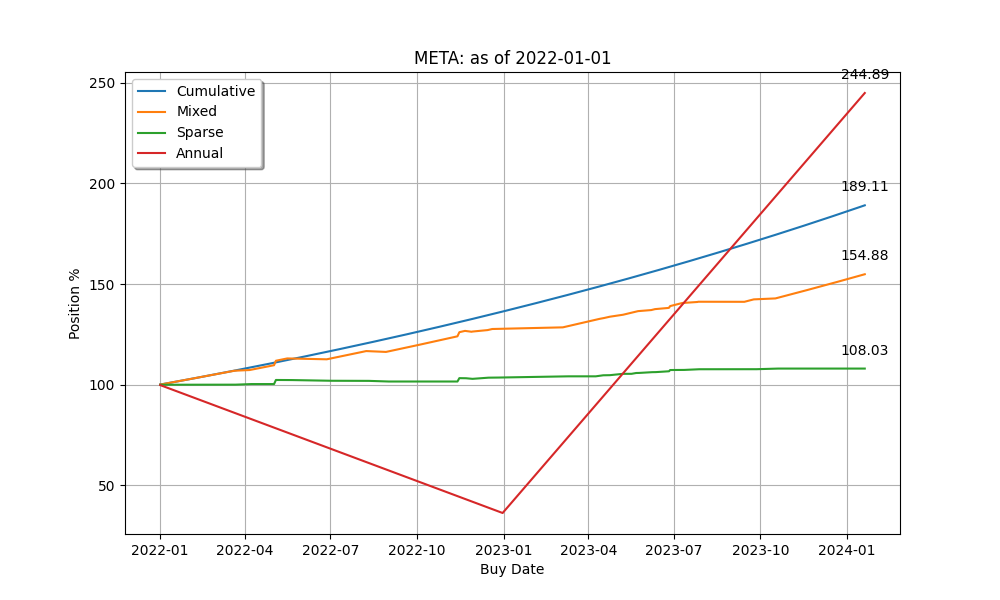 META: as of 2022-01-01
244.89
250
Cumulative
Mixed
Sparse
Annual
200
189.11
154.88
150
108.03
100
50
Position %
2022-01 2022-04 2022-07 2022-10 2023-01 2023-04 2023-07 2023-10 2024-01
Buy Date